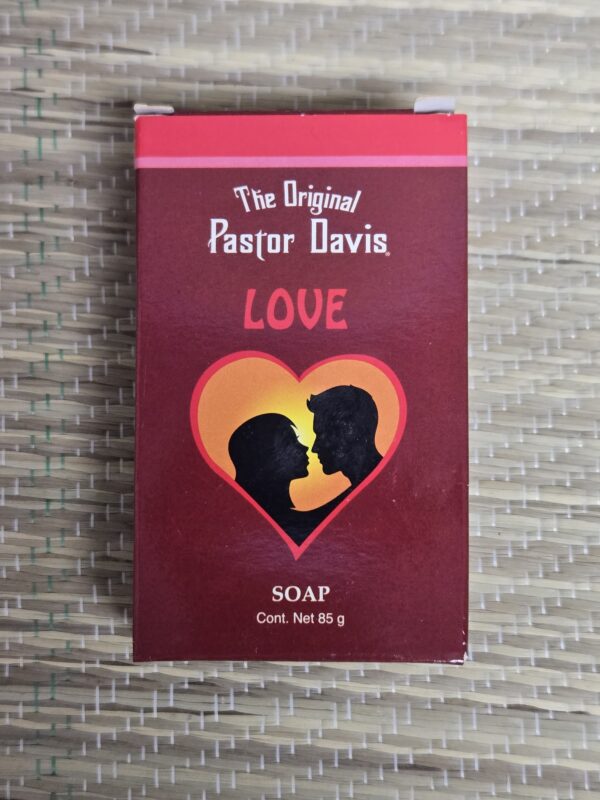 The Original
Pastor Davis®
LOVE
SOAP
Cont. Net 85 g